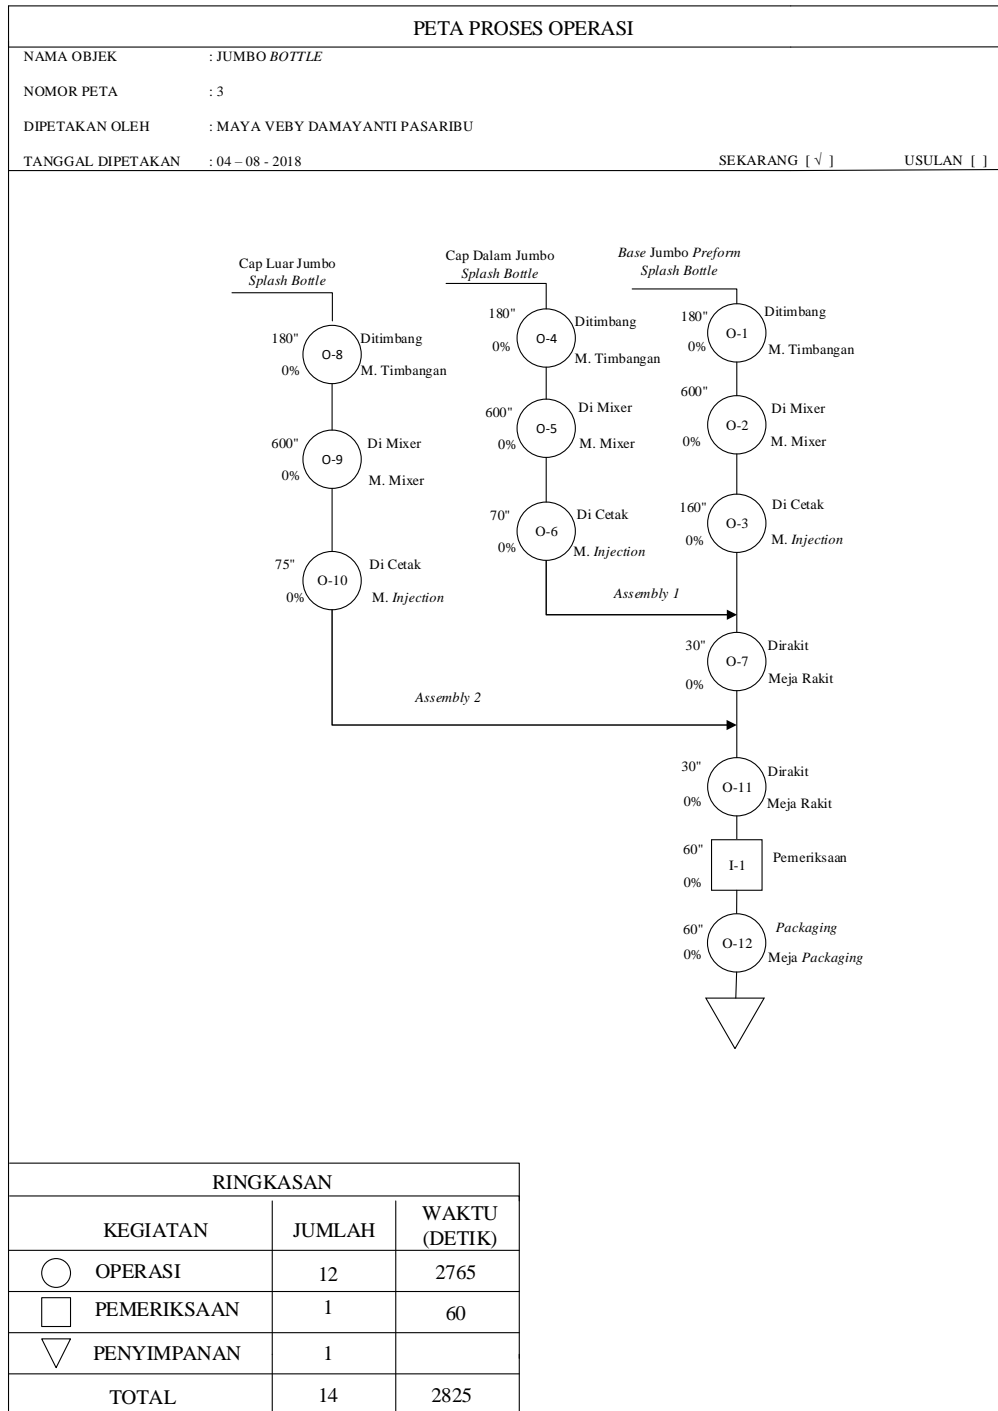 PETA PROSES OPERASI
NAMA OBJEK : JUMBO BOTTLE
NOMOR PETA : 3
DIPETAKAN OLEH : MAYA VEBY DAMAYANTI PASARIBU
TANGGAL DIPETAKAN : 04 – 08 - 2018 SEKARANG [ √ ] USULAN [ ]
Cap Luar Jumbo
Splash Bottle
180" Ditimbang
O-8
0% M. Timbangan
600" Di Mixer
O-9
0% M. Mixer
75" Di Cetak
O-10
0% M. Injection
Assembly 2
Cap Dalam Jumbo
Splash Bottle
180" Ditimbang
O-4
0% M. Timbangan
600" Di Mixer
O-5
0% M. Mixer
70" Di Cetak
O-6
0% M. Injection
Assembly 1
Base Jumbo Preform
Splash Bottle
180" Ditimbang
O-1
0% M. Timbangan
600" Di Mixer
O-2
0% M. Mixer
160" Di Cetak
O-3
0% M. Injection
30" Dirakit
O-7
0% Meja Rakit
30" Dirakit
O-11
0% Meja Rakit
60" Pemeriksaan
I-1
0%
60" Packaging
O-12
0% Meja Packaging
RINGKASAN
KEGIATAN JUMLAH WAKTU
(DETIK)
OPERASI 12 2765
PEMERIKSAAN 1 60
PENYIMPANAN 1
TOTAL 14 2825